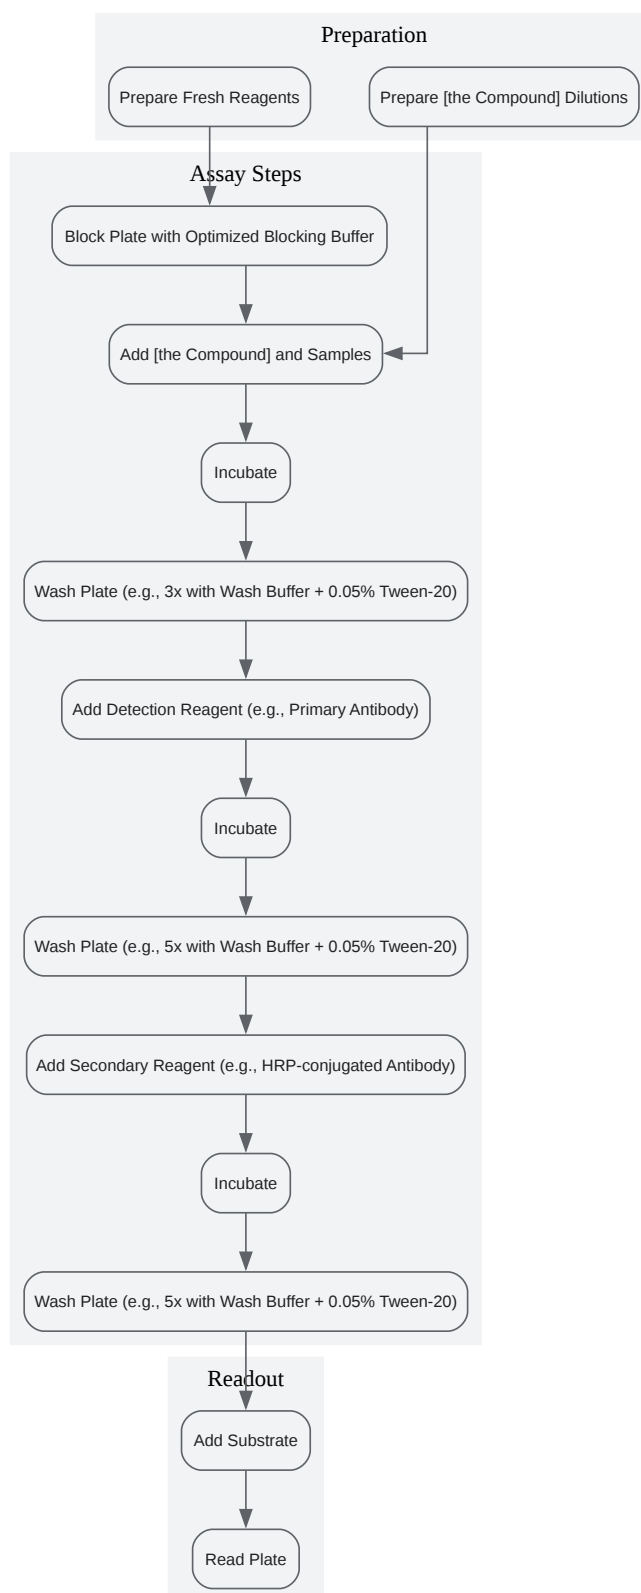 Preparation
Prepare Fresh Reagents
Prepare [the Compound] Dilutions
Assay Steps
Block Plate with Optimized Blocking Buffer
Add [the Compound] and Samples
Incubate
Wash Plate (e.g., 3x with Wash Buffer + 0.05% Tween-20)
Add Detection Reagent (e.g., Primary Antibody)
Incubate
Wash Plate (e.g., 5x with Wash Buffer + 0.05% Tween-20)
Add Secondary Reagent (e.g., HRP-conjugated Antibody)
Incubate
Wash Plate (e.g., 5x with Wash Buffer + 0.05% Tween-20)
Readout
Add Substrate
Read Plate